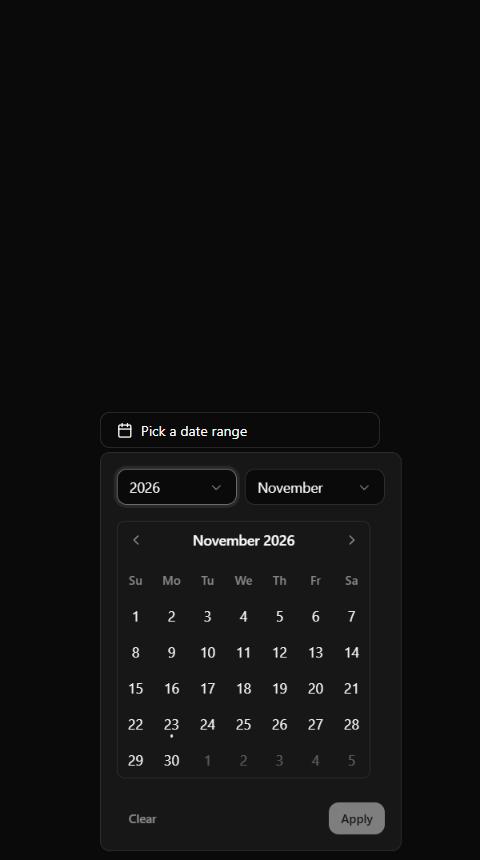 Pick a date range
2026 November
November 2026
Su Mo Tu We Th Fr Sa
1 2 3 4 5 6 7
8 9 10 11 12 13 14
15 16 17 18 19 20 21
22 23 24 25 26 27 28
29 30 1 2 3 4 5
Clear Apply